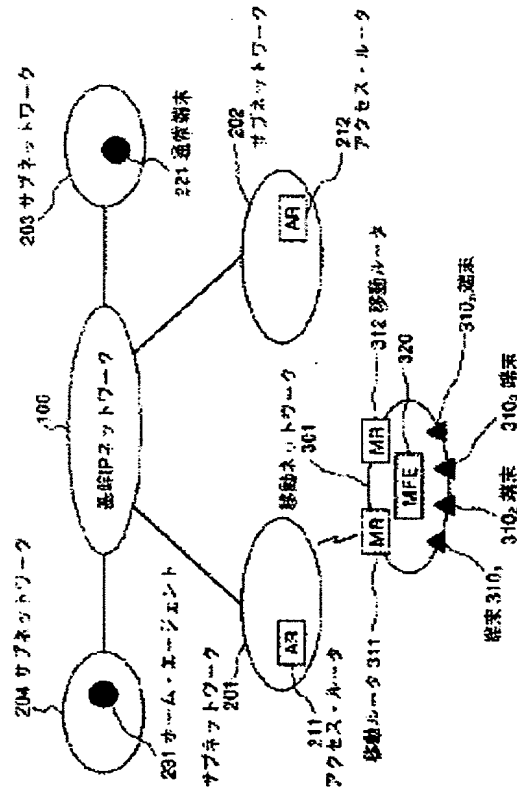 204 サブネットワーク
203 サブネットワーク
100
基幹IPネットワーク
231 ホーム・エージェント
221 通信端末
サブネットワーク
201
202
サブネットワーク
AR
AR
211
アクセス・ルータ
212
アクセス・ルータ
移動ネットワーク
301
移動ルータ 311
MR
MR
312 移動ルータ
MFE
320
端末 310₁
310₂ 端末
310₃ 端末
310ₙ 端末